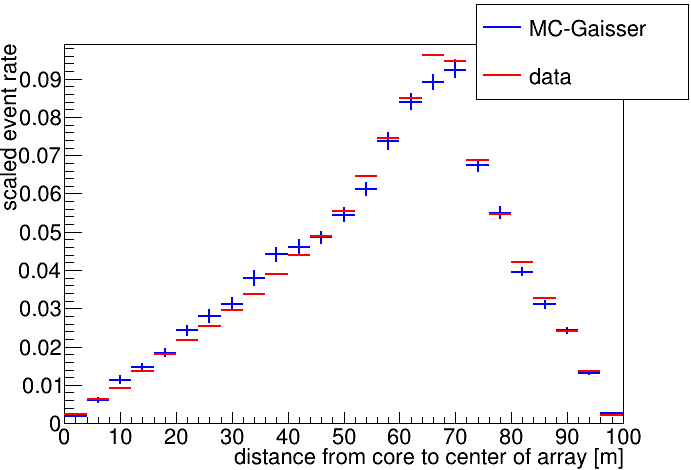 MC-Gaisser
data
scaled event rate
0.09
0.08
0.07
0.06
0.05
0.04
0.03
0.02
0.01
0
0 10 20 30 40 50 60 70 80 90 100
distance from core to center of array [m]